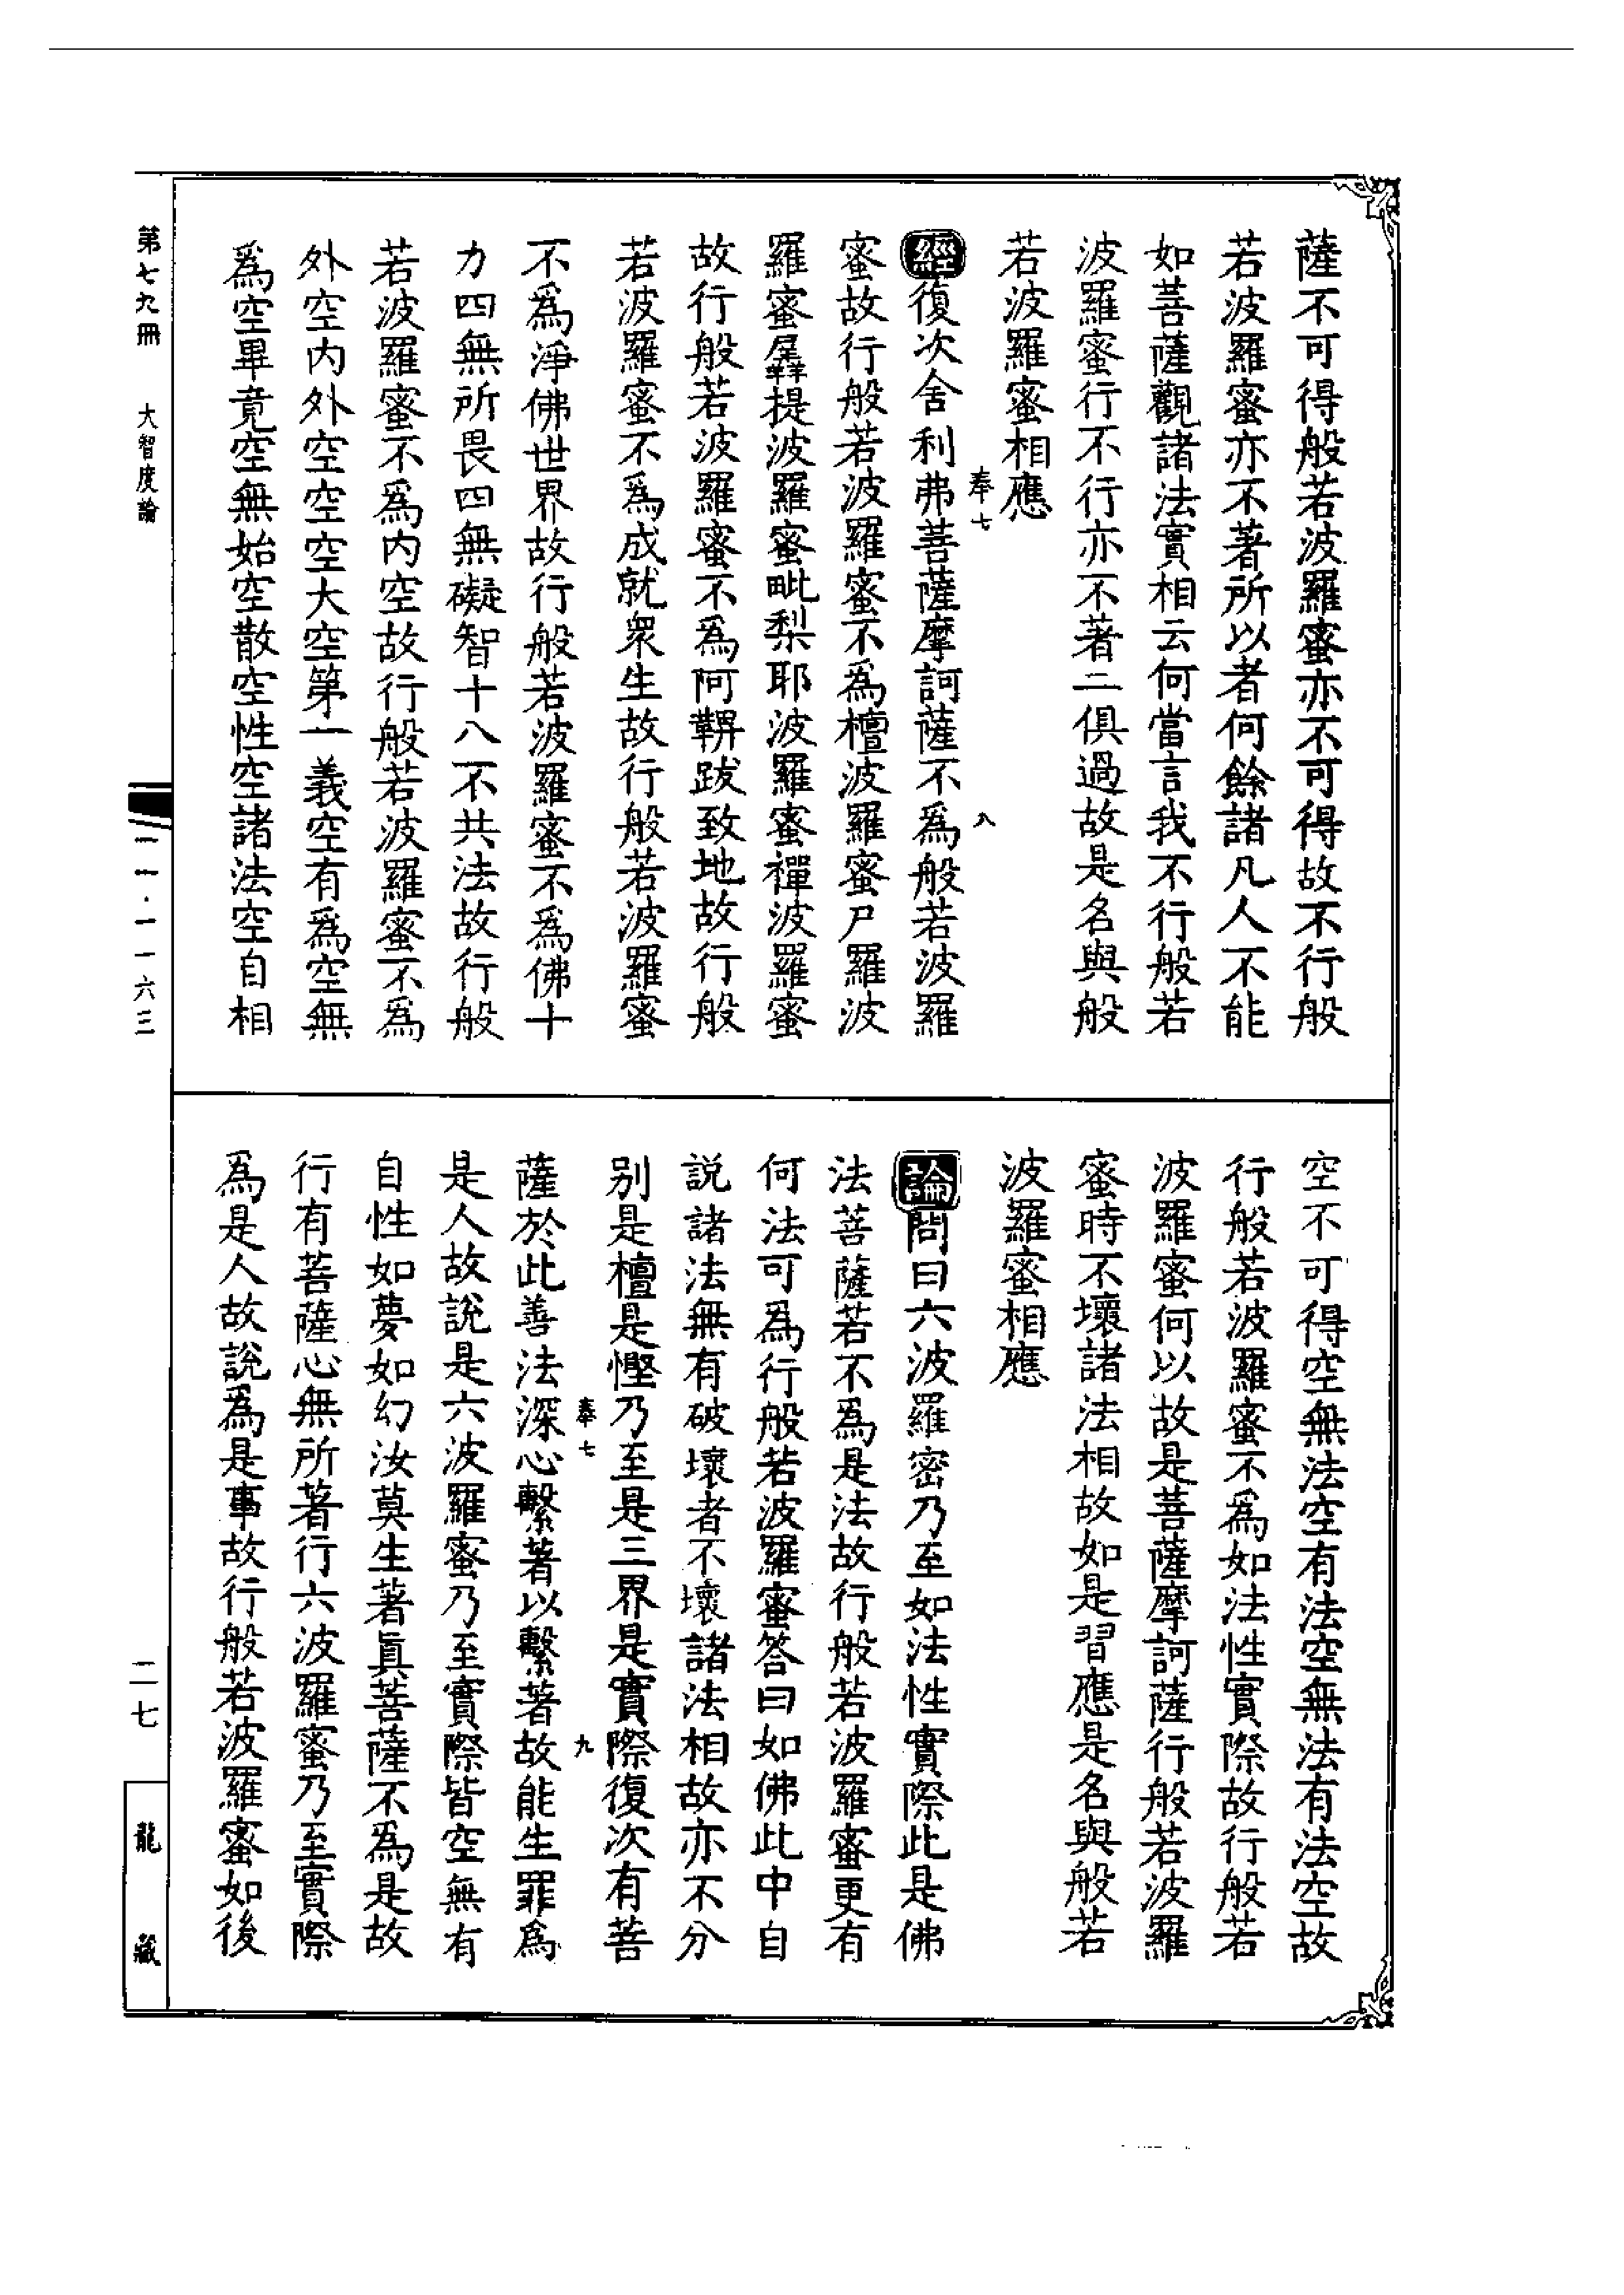 薩不可得般若波羅蜜亦不可得故不行般
若波羅蜜亦不著所以者何餘諸凡人不能
如菩薩觀諸法實相云何當言我不行般若
波羅蜜行不行亦不著二俱過故是名與般
若波羅蜜相應
奉七 八
經復次舍利弗菩薩摩訶薩不爲般若波羅
蜜故行般若波羅蜜不爲檀波羅蜜尸羅波
羅蜜羼提波羅蜜毗梨耶波羅蜜禪波羅蜜
故行般若波羅蜜不爲阿鞞跋致地故行般
若波羅蜜不爲成就衆生故行般若波羅蜜
不爲淨佛世界故行般若波羅蜜不爲佛十
力四無所畏四無礙智十八不共法故行般
若波羅蜜不爲内空故行般若波羅蜜不爲
外空内外空空空大空第一義空有爲空無
爲空畢竟空無始空散空性空諸法空自相
空不可得空無法空有法空無法有法空故
行般若波羅蜜不爲如法性實際故行般若
波羅蜜何以故是菩薩摩訶薩行般若波羅
蜜時不壞諸法相故如是習應是名與般若
波羅蜜相應
論問曰六波羅密乃至如法性實際此是佛
法菩薩若不爲是法故行般若波羅蜜更有
何法可爲行般若波羅蜜答曰如佛此中自
說諸法無有破壞者不壞諸法相故亦不分
别是檀是慳乃至是三界是實際復次有菩
奉七 九
薩於此善法深心繫著以繫著故能生罪爲
是人故說是六波羅蜜乃至實際皆空無有
自性如夢如幻汝莫生著眞菩薩不爲是故
行有菩薩心無所著行六波羅蜜乃至實際
爲是人故說爲是事故行般若波羅蜜如後
第七九冊 大智度論 一一一·一一六三 二七 龍藏